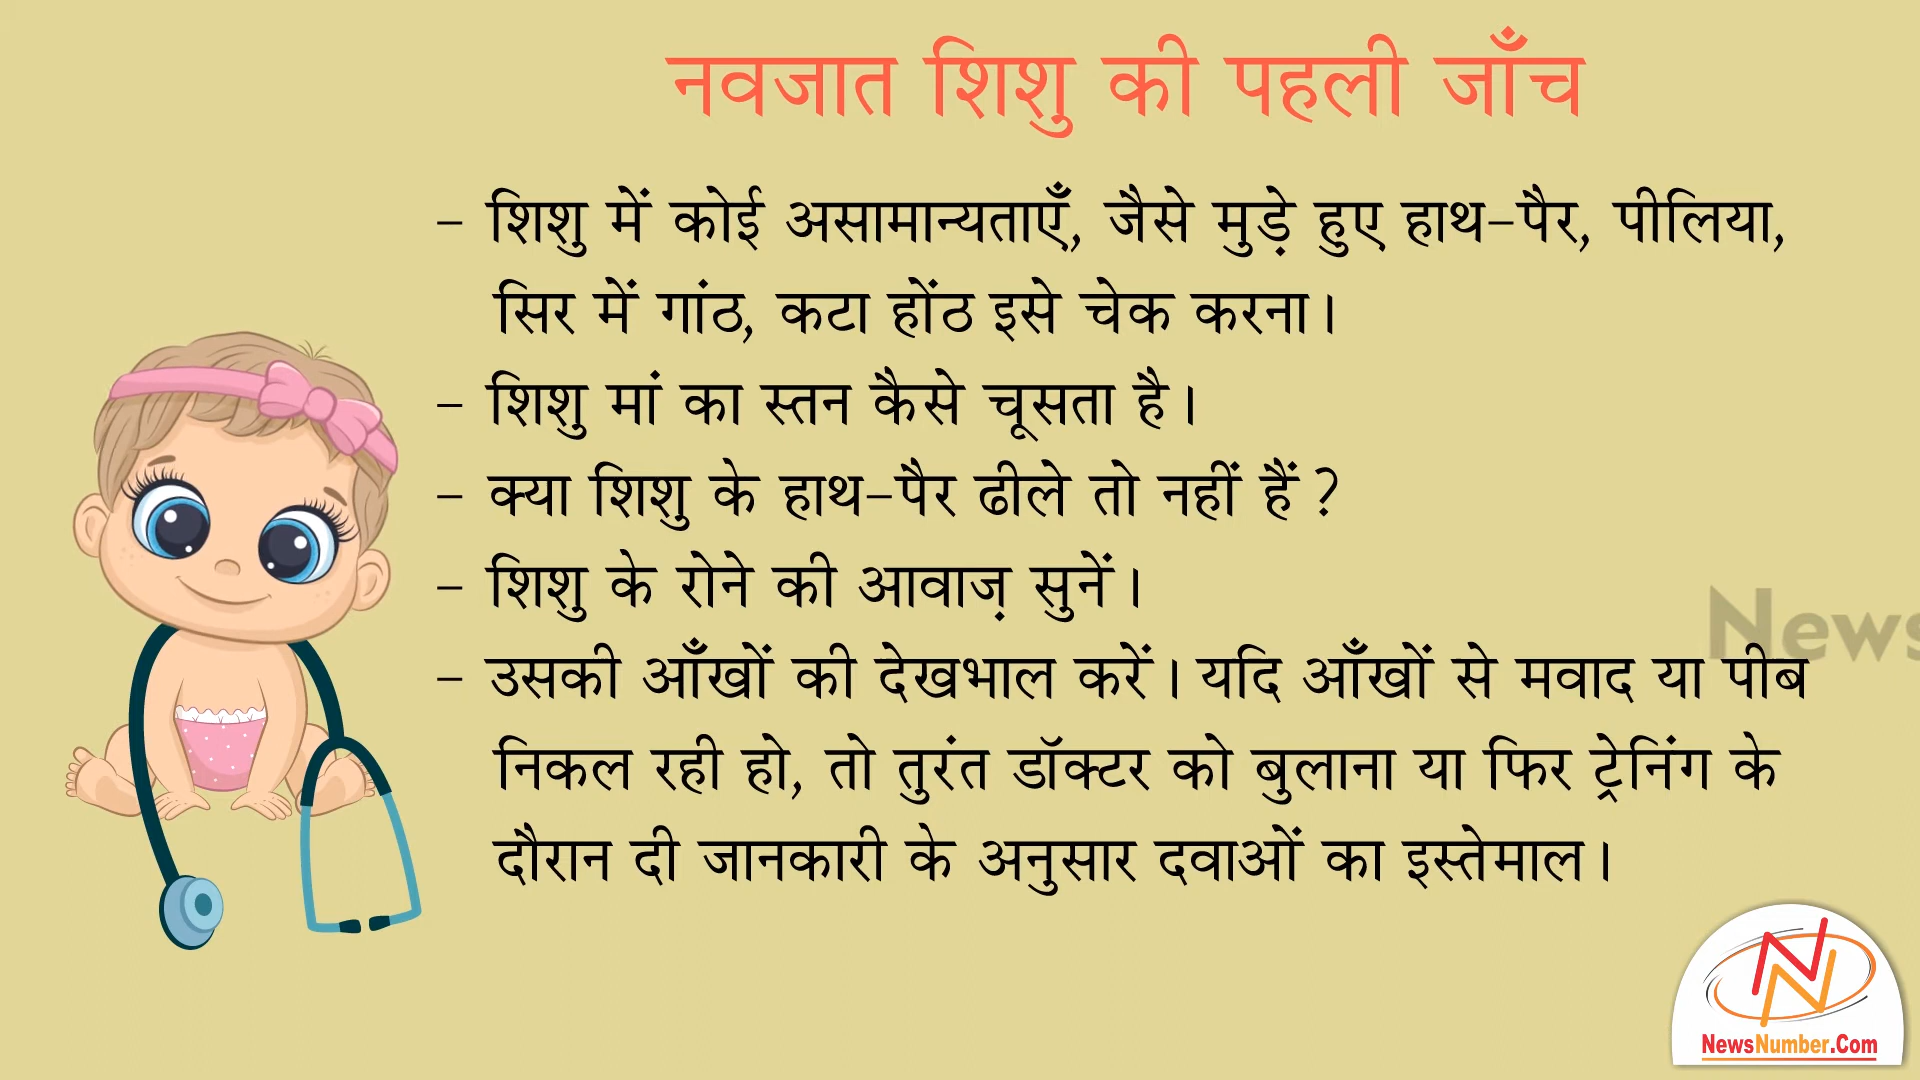 नवजात शिशु की पहली जाँच
- शिशु में कोई असामान्यताएँ, जैसे मुड़े हुए हाथ-पैर, पीलिया,
सिर में गांठ, कटा होंठ इसे चेक करना।
- शिशु मां का स्तन कैसे चूसता है।
- क्या शिशु के हाथ-पैर ढीले तो नहीं हैं ?
- शिशु के रोने की आवाज़ सुनें।
News
- उसकी आँखों की देखभाल करें। यदि आँखों से मवाद या पीब
निकल रही हो, तो तुरंत डॉक्टर को बुलाना या फिर ट्रेनिंग के
दौरान दी जानकारी के अनुसार दवाओं का इस्तेमाल।
NN
NewsNumber.Com